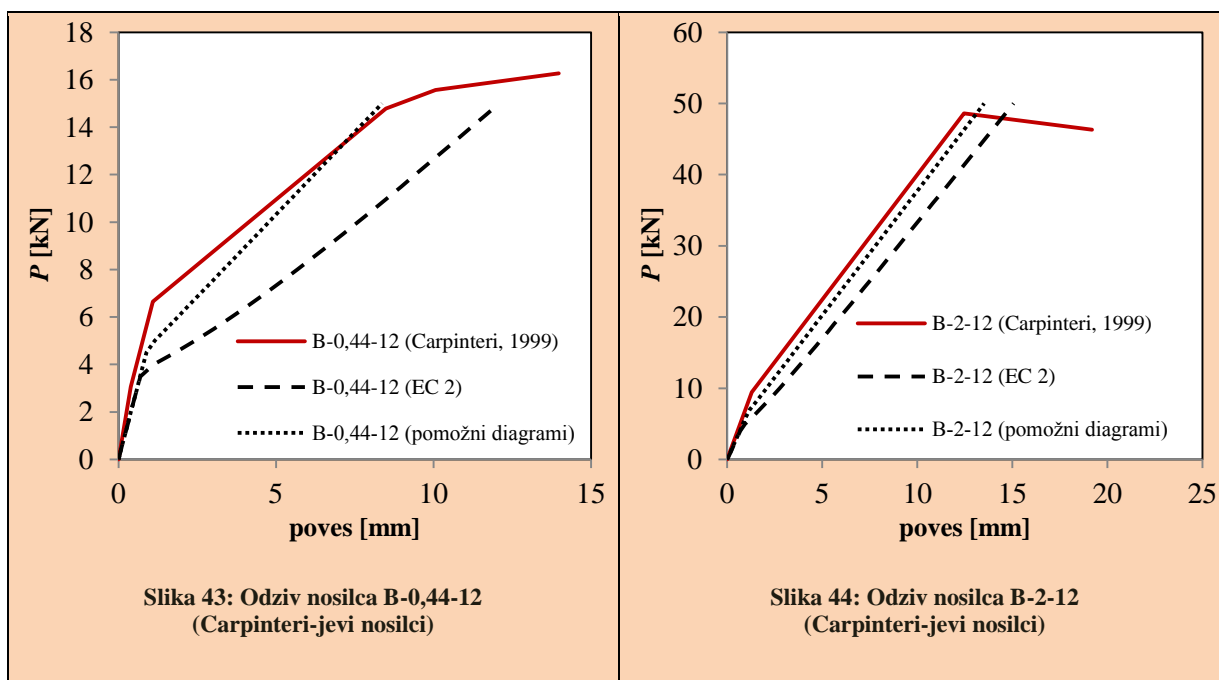 18
16
14
12
10
8
6
4
2
0
P [kN]
B-0,44-12 (Carpinteri, 1999)
B-0,44-12 (EC 2)
B-0,44-12 (pomožni diagrami)
0
5
10
15
poves [mm]
Slika 43: Odziv nosilca B-0,44-12
(Carpinteri-jevi nosilci)
60
50
40
30
20
10
0
P [kN]
B-2-12 (Carpinteri, 1999)
B-2-12 (EC 2)
B-2-12 (pomožni diagrami)
0
5
10
15
20
25
poves [mm]
Slika 44: Odziv nosilca B-2-12
(Carpinteri-jevi nosilci)